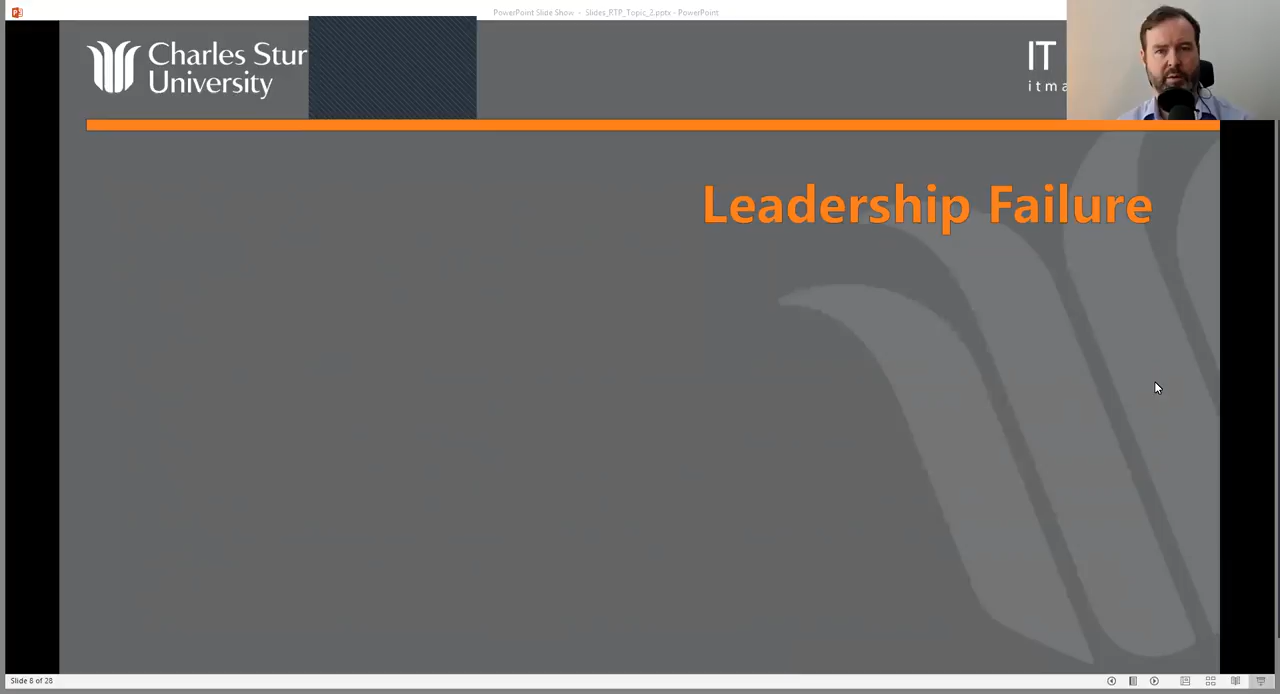 PowerPoint Slide Show - Slides_RTP_Topic_2.pptx - PowerPoint
Charles Stur
University
IT
itma
Leadership Failure
Slide 8 of 28